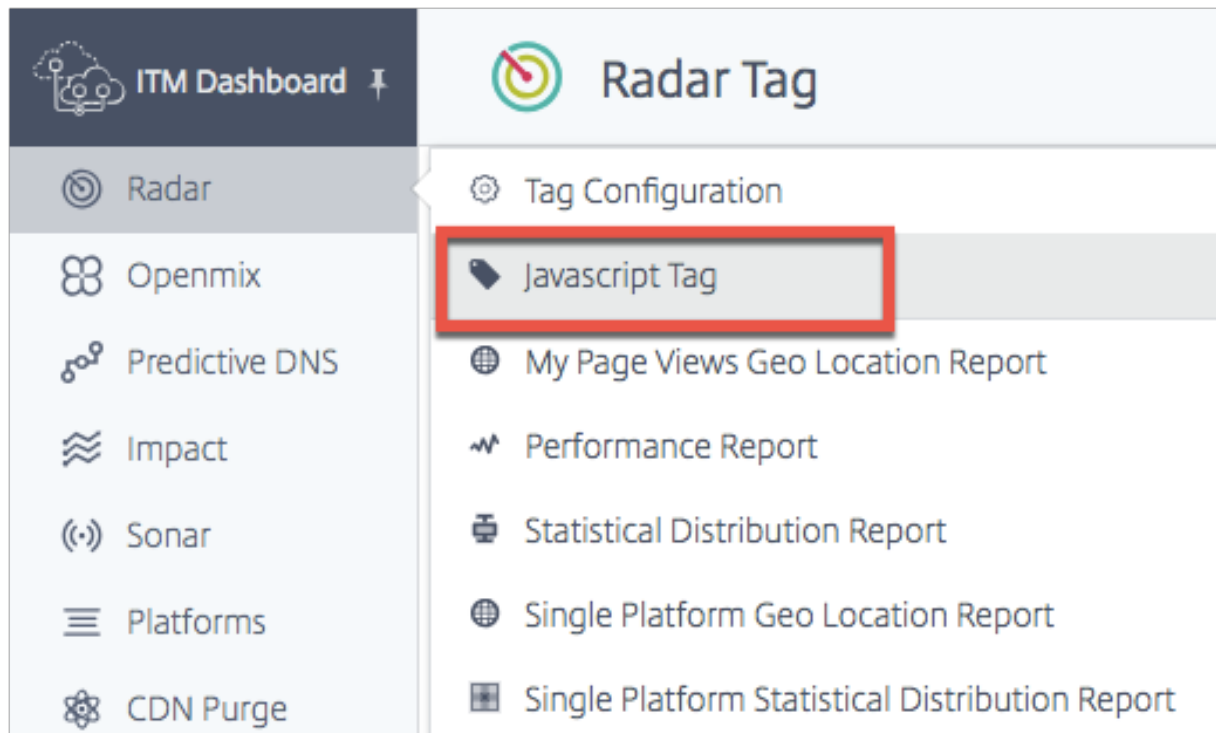 ITM Dashboard
Radar Tag
Radar
Openmix
Predictive DNS
Impact
Sonar
Platforms
CDN Purge
Tag Configuration
Javascript Tag
My Page Views Geo Location Report
Performance Report
Statistical Distribution Report
Single Platform Geo Location Report
Single Platform Statistical Distribution Report